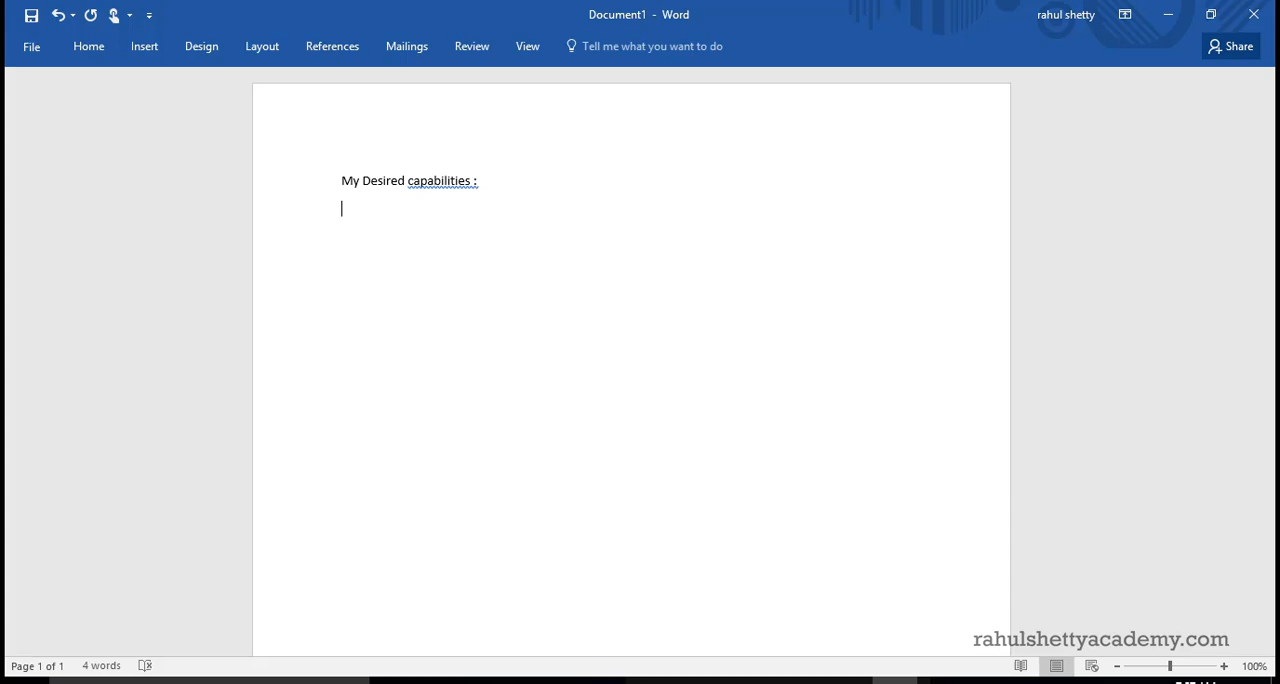 Document1 - Word
rahul shetty
File Home Insert Design Layout References Mailings Review View Tell me what you want to do Share
My Desired capabilities :
rahulshettyacademy.com
Page 1 of 1 4 words - + 100%